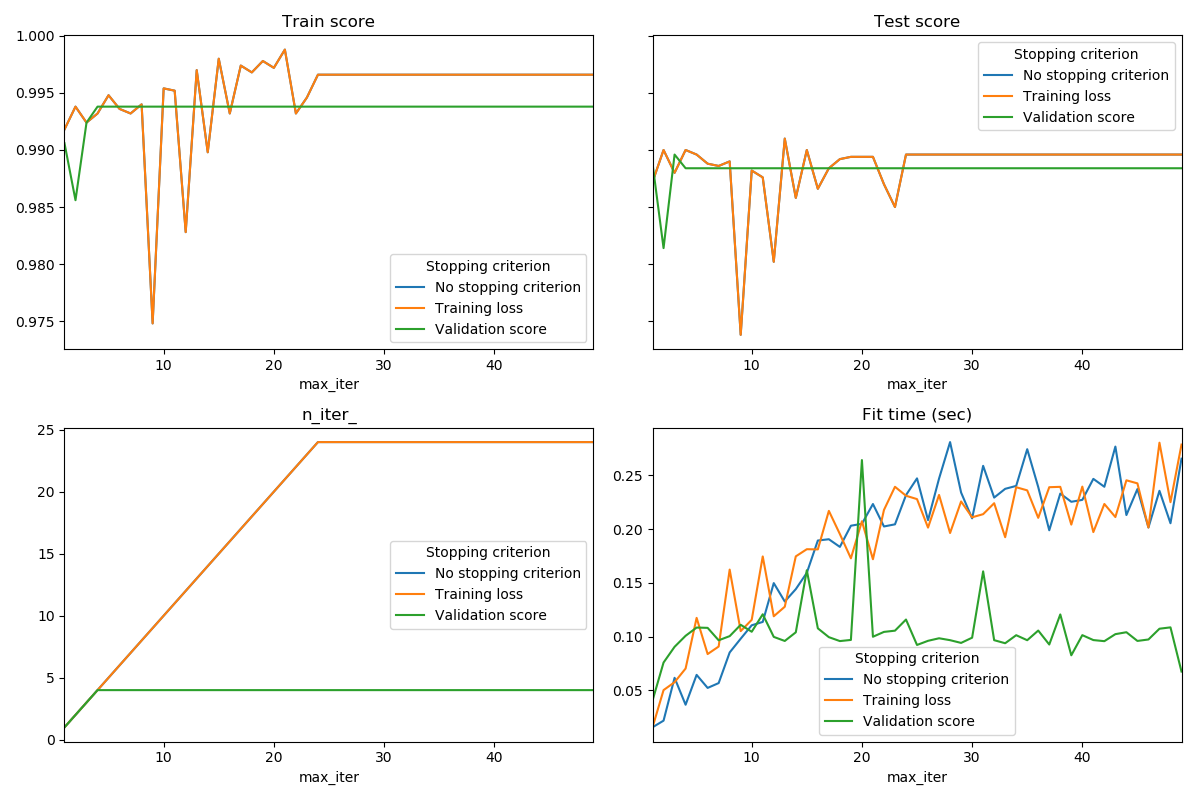 Train score
1.000
0.995
0.990
0.985
0.980
0.975
Stopping criterion
No stopping criterion
Training loss
Validation score
10
20
30
40
max_iter
Test score
Stopping criterion
No stopping criterion
Training loss
Validation score
10
20
30
40
max_iter
n_iter_
25
20
15
10
5
0
Stopping criterion
No stopping criterion
Training loss
Validation score
10
20
30
40
max_iter
Fit time (sec)
0.25
0.20
0.15
0.10
0.05
Stopping criterion
No stopping criterion
Training loss
Validation score
10
20
30
40
max_iter